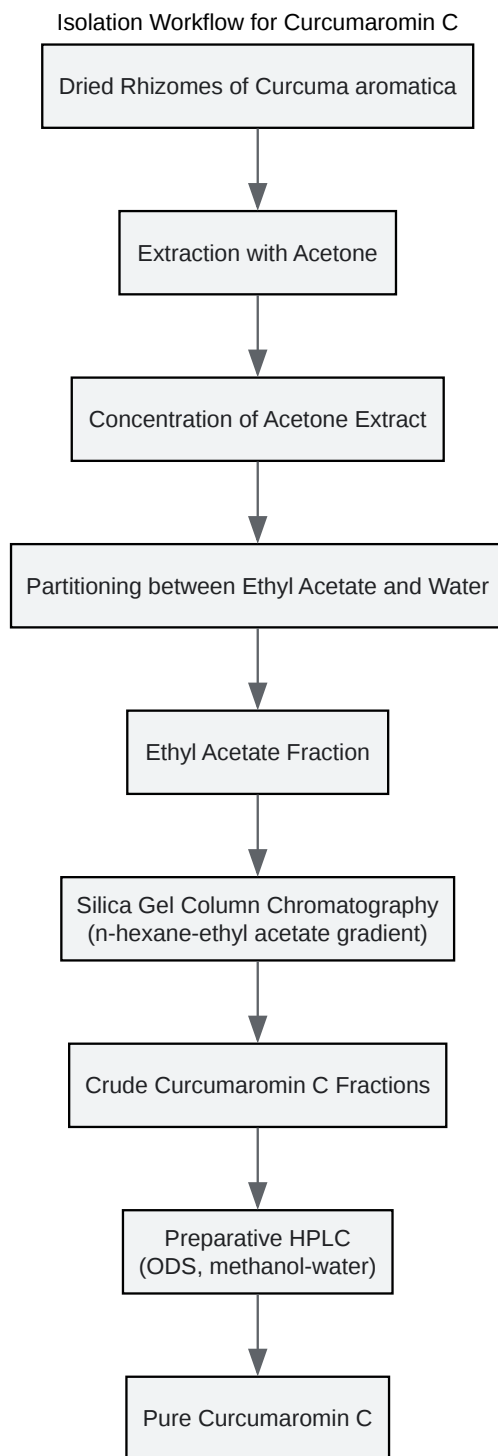 Isolation Workflow for Curcumaromin C
Dried Rhizomes of Curcuma aromatica
Extraction with Acetone
Concentration of Acetone Extract
Partitioning between Ethyl Acetate and Water
Ethyl Acetate Fraction
Silica Gel Column Chromatography
(n-hexane-ethyl acetate gradient)
Crude Curcumaromin C Fractions
Preparative HPLC
(ODS, methanol-water)
Pure Curcumaromin C